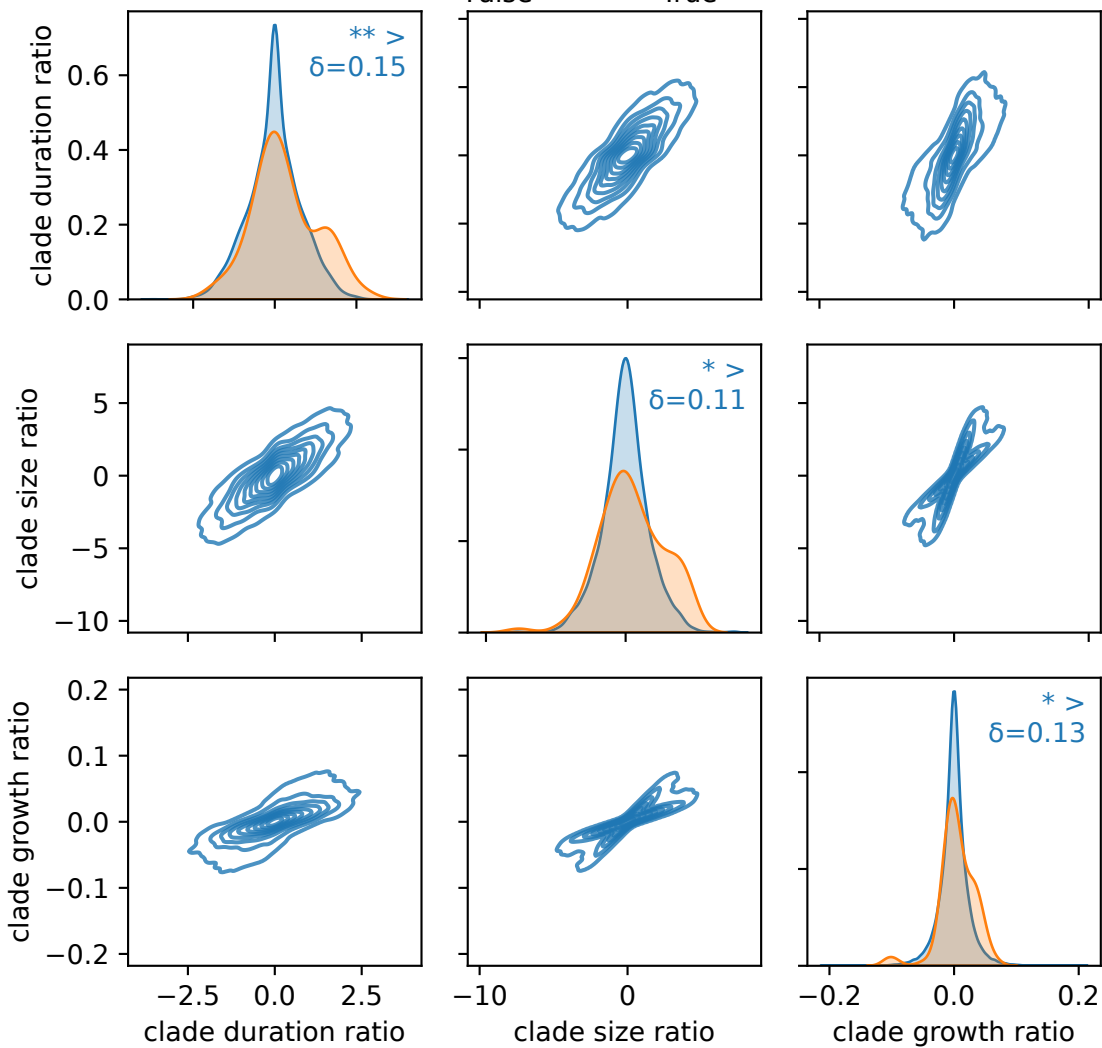 True
** >
δ=0.15
clade duration ratio
0.6
0.4
0.2
0.0
* >
δ=0.11
clade size ratio
5
0
−5
−10
* >
δ=0.13
clade growth ratio
0.2
0.1
0.0
−0.1
−0.2
−2.5 0.0 2.5
−10 0
−0.2 0.0 0.2
clade duration ratio
clade size ratio
clade growth ratio